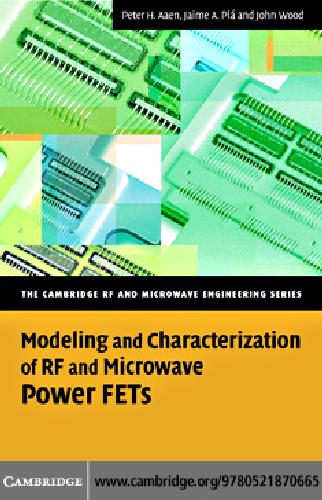 Peter H. Aaen, Jaime A. Plá and John Wood
THE CAMBRIDGE RF AND MICROWAVE ENGINEERING SERIES
Modeling and Characterization
of RF and Microwave
Power FETs
CAMBRIDGE
www.cambridge.org/9780521870665